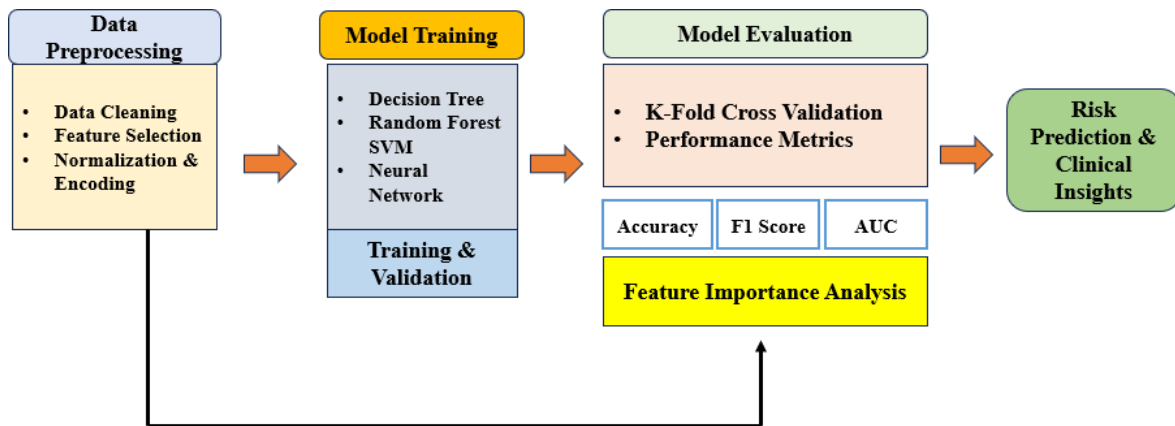 Data
Preprocessing
• Data Cleaning
• Feature Selection
• Normalization &
Encoding
Model Training
• Decision Tree
• Random Forest
SVM
• Neural
Network
Training &
Validation
Model Evaluation
• K-Fold Cross Validation
• Performance Metrics
Accuracy
F1 Score
AUC
Feature Importance Analysis
Risk
Prediction &
Clinical
Insights